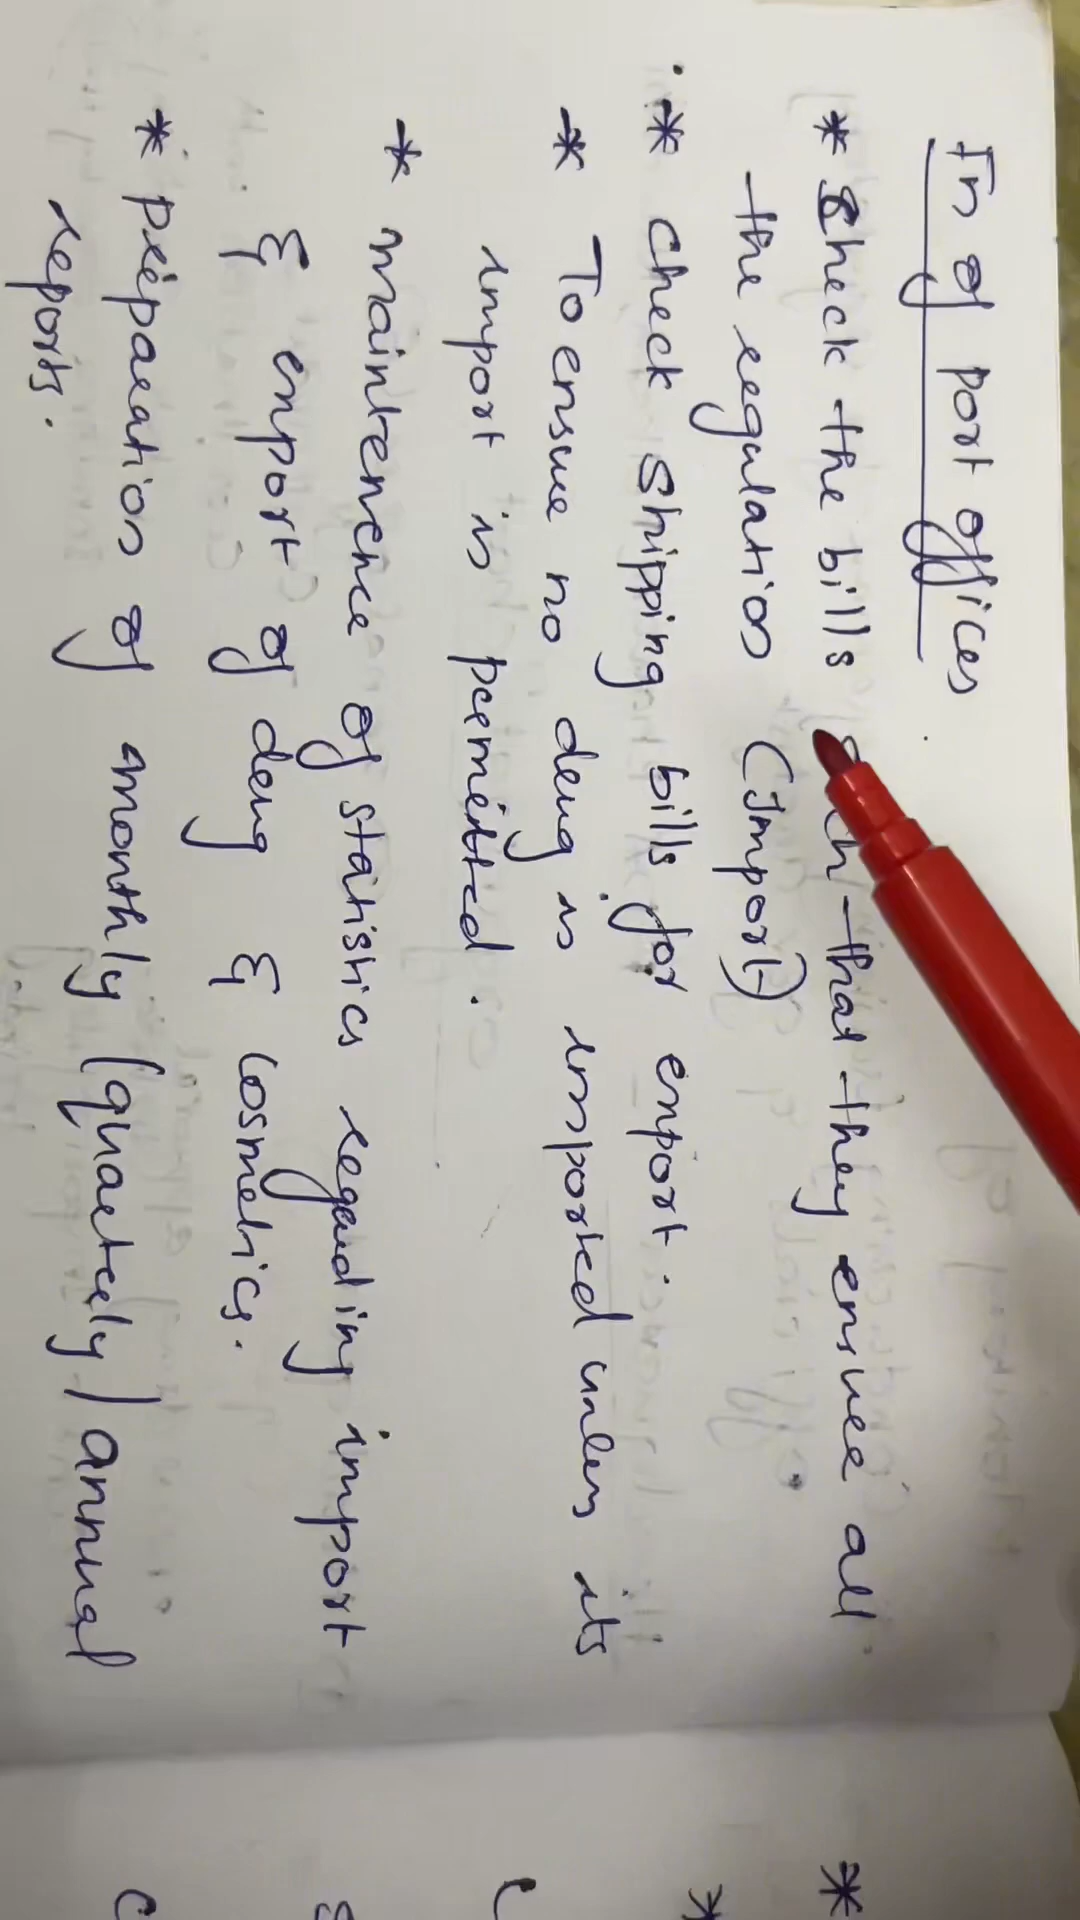 Fn of port offices
* Check the bills that they ensure all
the regulation (Import)
* Check Shipping bills for export.
* To ensure no drug is imported unless its
import is permitted.
* maintenence of statistics regarding import
& export of drug & Cosmetics.
* préparation of monthly (quarterly) annual
reports.